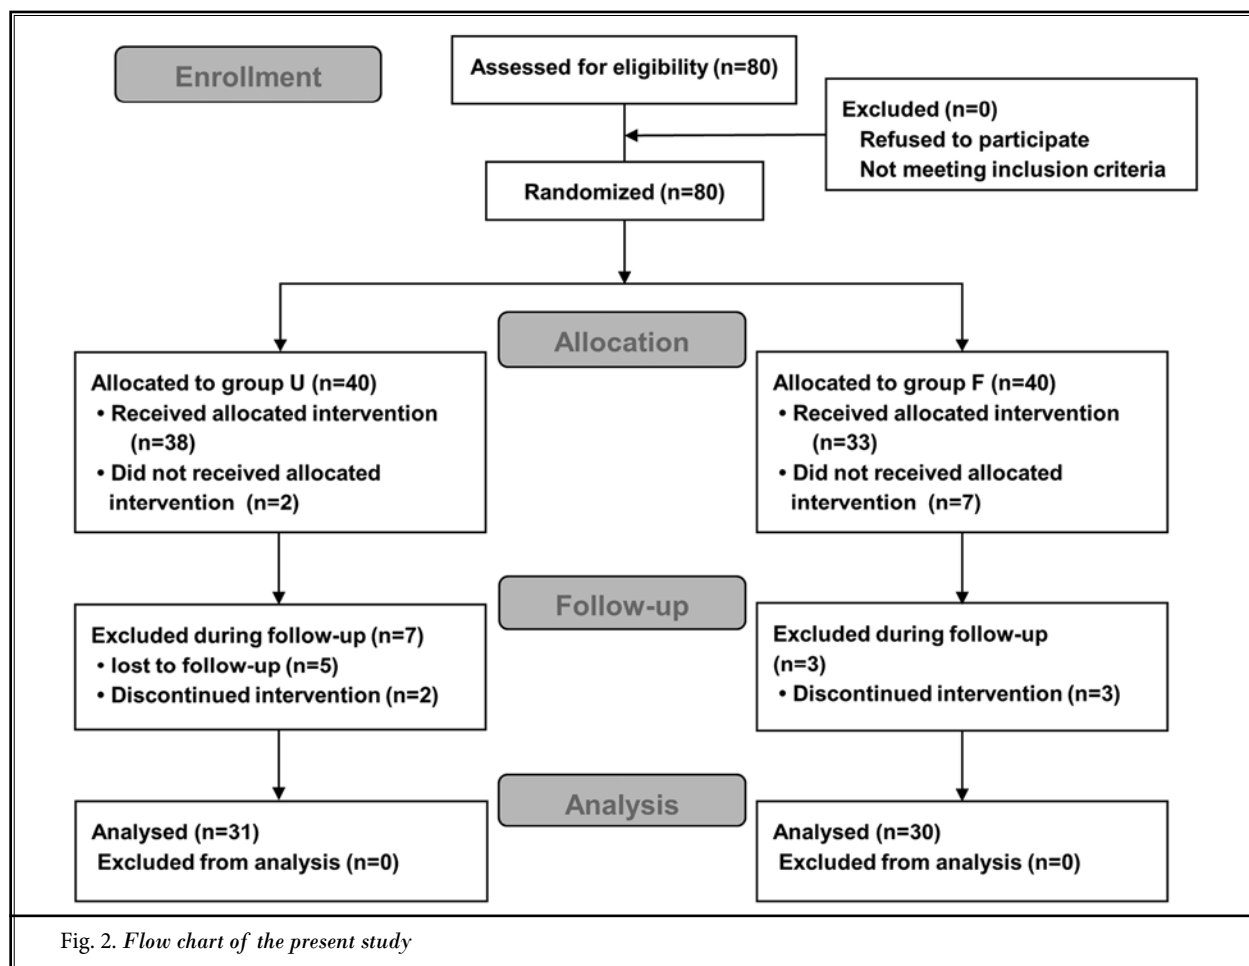 Enrollment
Assessed for eligibility (n=80)
Excluded (n=0)
Refused to participate
Not meeting inclusion criteria
Randomized (n=80)
Allocation
Allocated to group U (n=40)
• Received allocated intervention
(n=38)
• Did not received allocated
intervention (n=2)
Allocated to group F (n=40)
• Received allocated intervention
(n=33)
• Did not received allocated
intervention (n=7)
Follow-up
Excluded during follow-up (n=7)
• lost to follow-up (n=5)
• Discontinued intervention (n=2)
Excluded during follow-up
(n=3)
• Discontinued intervention (n=3)
Analysis
Analysed (n=31)
Excluded from analysis (n=0)
Analysed (n=30)
Excluded from analysis (n=0)
Fig. 2. Flow chart of the present study